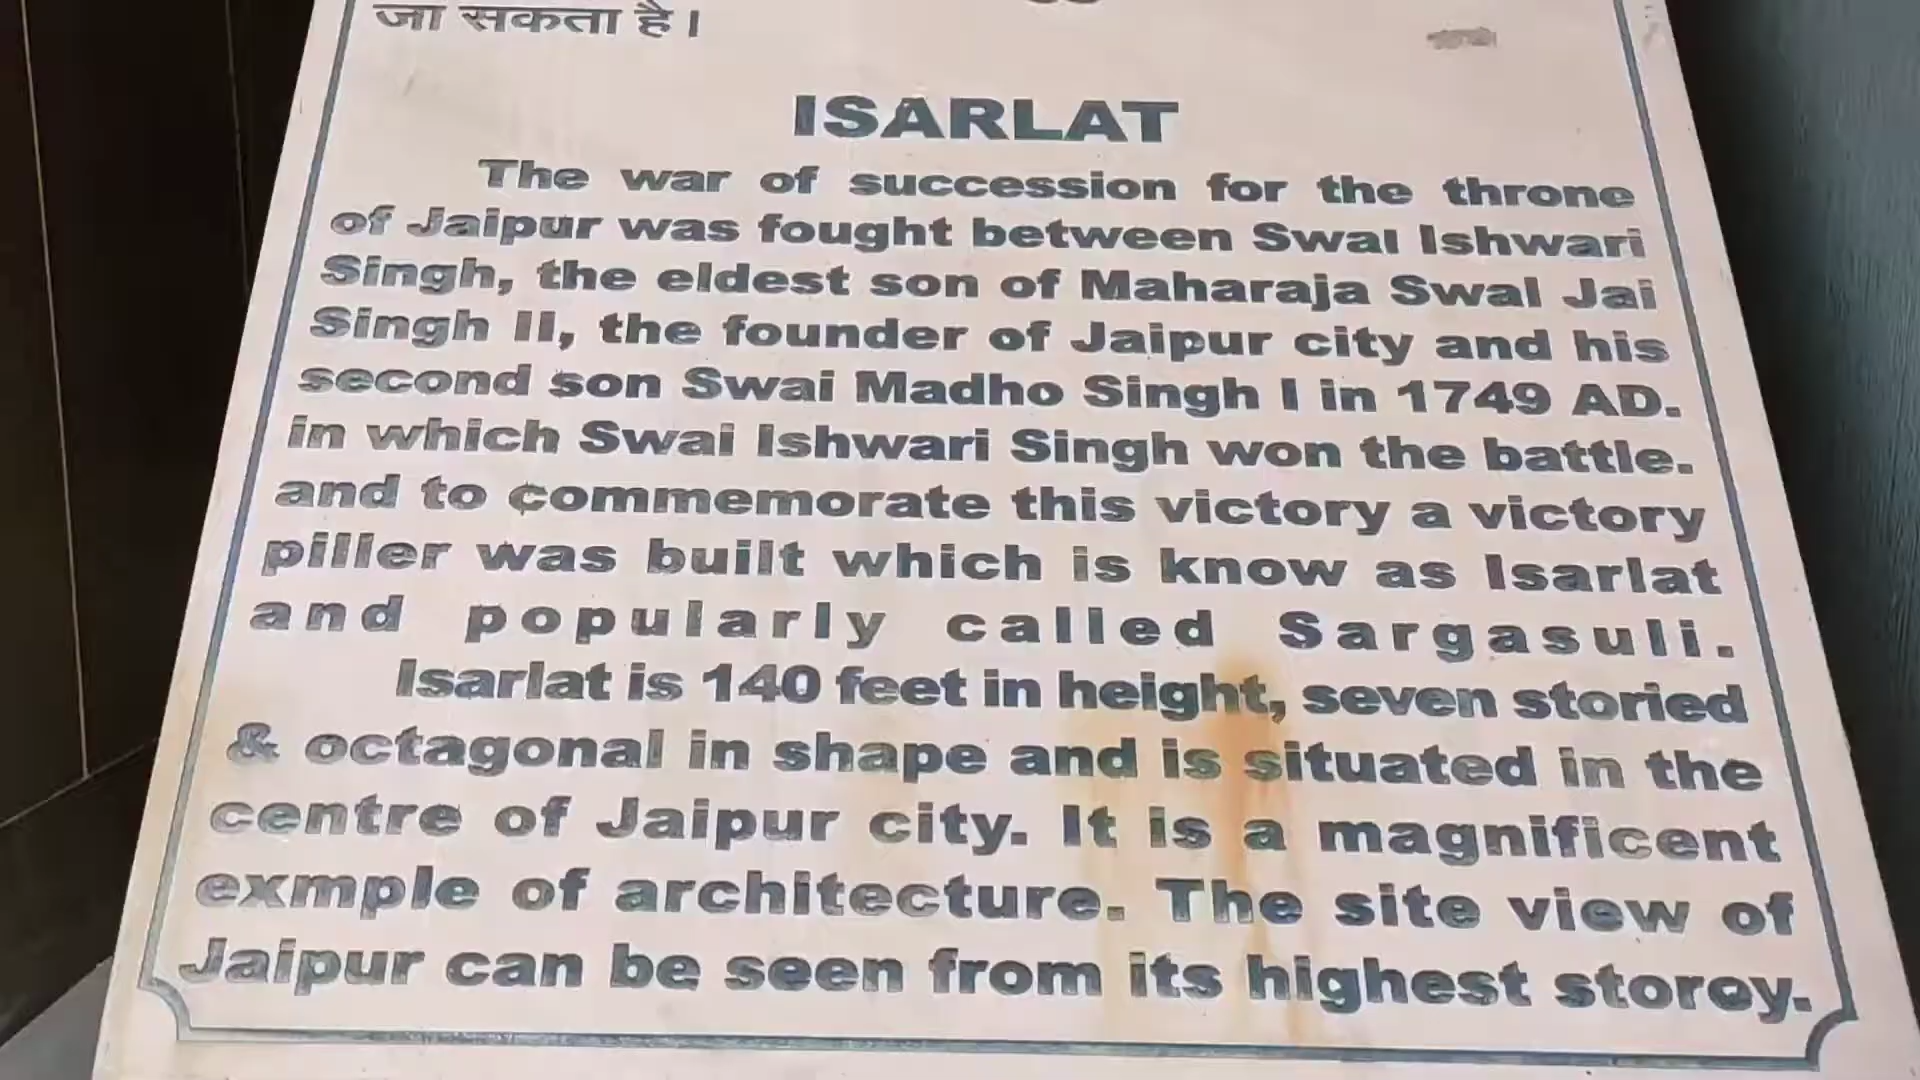 जा सकता है।
ISARLAT
The war of succession for the throne
of Jaipur was fought between Swai Ishwari
Singh, the eldest son of Maharaja Swai Jai
Singh II, the founder of Jaipur city and his
second son Swai Madho Singh I in 1749 AD.
in which Swai Ishwari Singh won the battle.
and to commemorate this victory a victory
piller was built which is know as Isarlat
and popularly called Sargasuli.
Isarlat is 140 feet in height, seven storied
& octagonal in shape and is situated in the
centre of Jaipur city. It is a magnificent
exmple of architecture. The site view of
Jaipur can be seen from its highest storey.